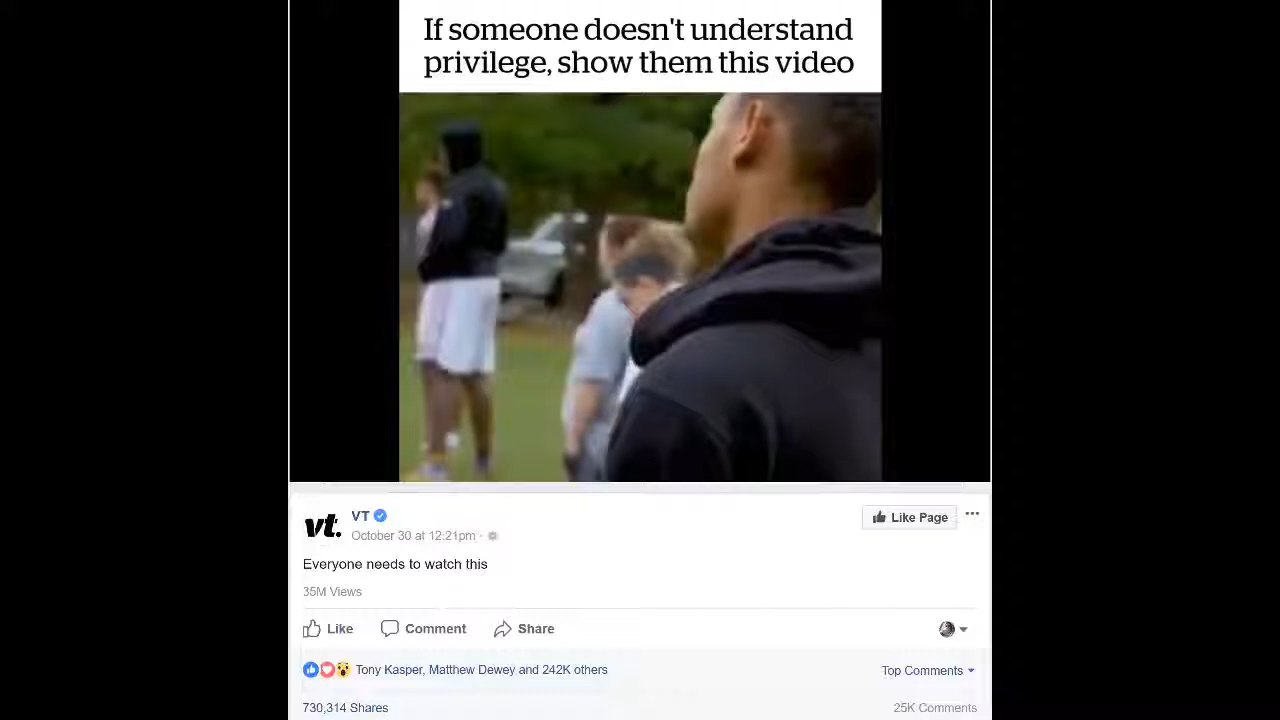 If someone doesn't understand
privilege, show them this video
vt.
VT
Like Page
October 30 at 12:21pm ·
Everyone needs to watch this
35M Views
Like Comment Share
Tony Kasper, Matthew Dewey and 242K others
Top Comments
730,314 Shares
25K Comments